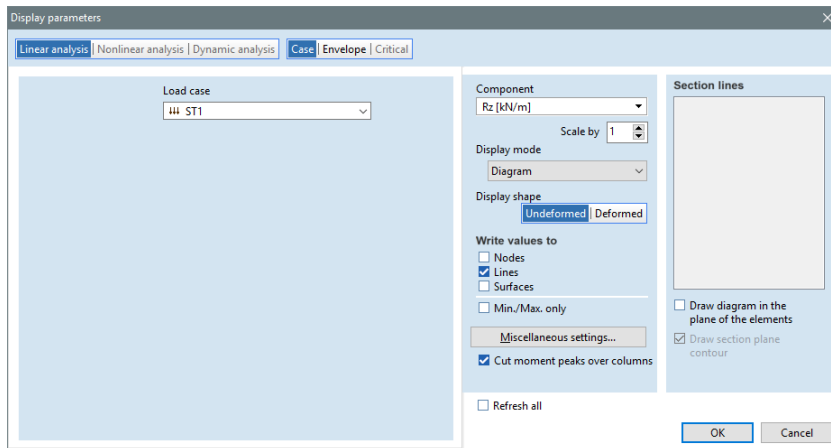 Display parameters
Linear analysis | Nonlinear analysis | Dynamic analysis
Case | Envelope | Critical
Load case
ST1
Component
Rz [kN/m]
Scale by 1
Display mode
Diagram
Display shape
Undeformed | Deformed
Write values to
Nodes
Lines
Surfaces
Min./Max. only
Miscellaneous settings...
Cut moment peaks over columns
Refresh all
Section lines
Draw diagram in the
plane of the elements
Draw section plane
contour
OK
Cancel